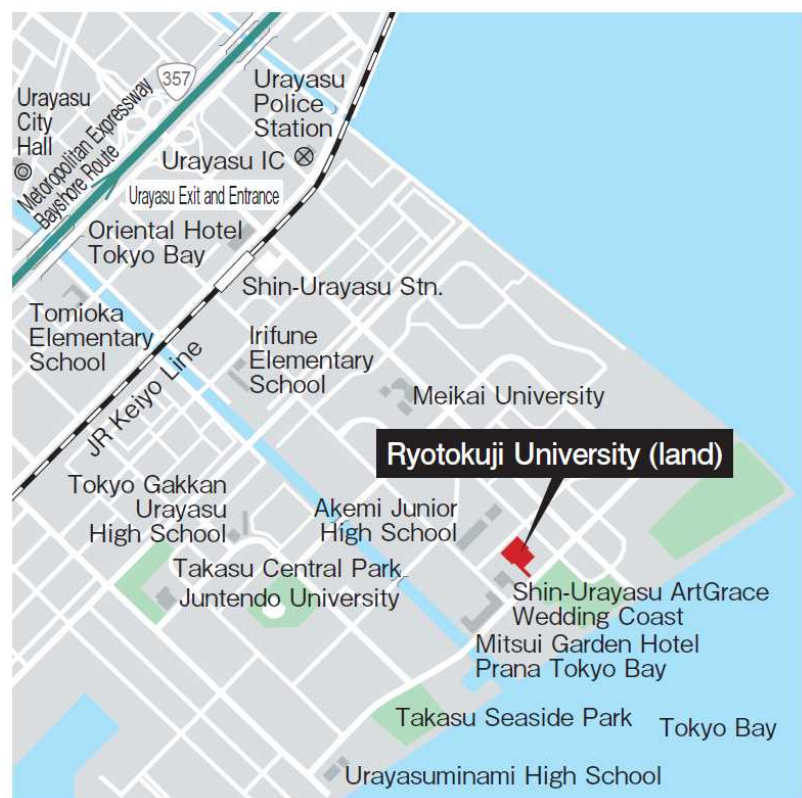 357
Urayasu
City
Hall
Metoropolitan Expressway
Bayshore Route
Urayasu
Police
Station
Urayasu IC
Urayasu Exit and Entrance
Oriental Hotel
Tokyo Bay
Shin-Urayasu Stn.
Tomioka
Elementary
School
JR Keiyo Line
Irifune
Elementary
School
Meikai University
Ryotokuji University (land)
Tokyo Gakkan
Urayasu
High School
Akemi Junior
High School
Takasu Central Park
Juntendo University
Shin-Urayasu ArtGrace
Wedding Coast
Mitsui Garden Hotel
Prana Tokyo Bay
Takasu Seaside Park
Tokyo Bay
Urayasuminami High School